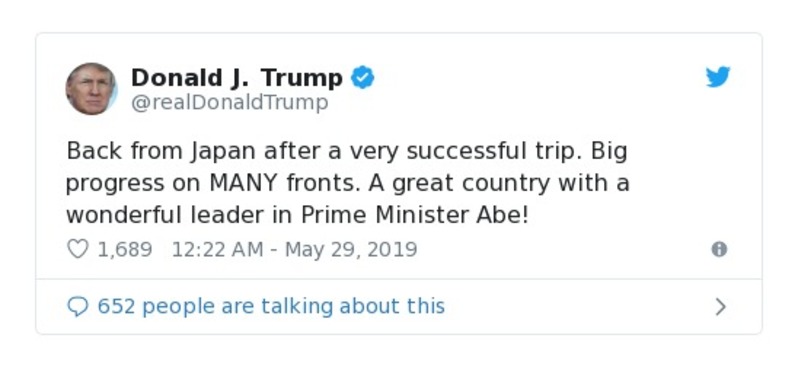 Donald J. Trump
@realDonaldTrump
Back from Japan after a very successful trip. Big
progress on MANY fronts. A great country with a
wonderful leader in Prime Minister Abe!
1,689 12:22 AM - May 29, 2019
652 people are talking about this